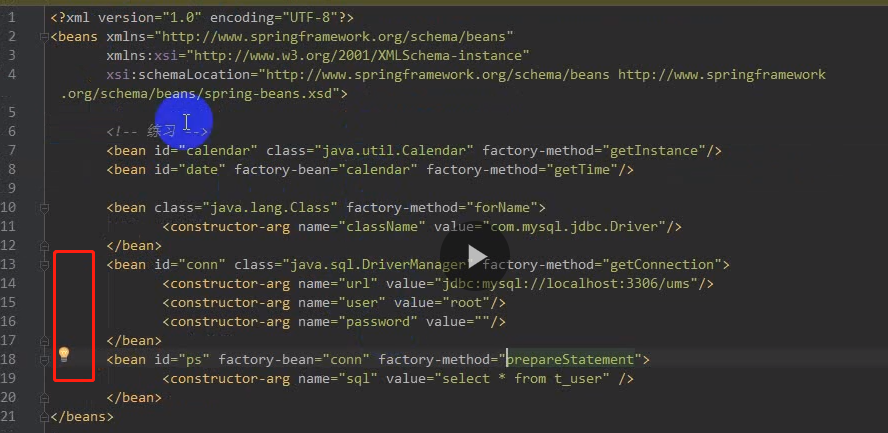 1 <?xml version="1.0" encoding="UTF-8"?>
2 <beans xmlns="http://www.springframework.org/schema/beans"
3 xmlns:xsi="http://www.w3.org/2001/XMLSchema-instance"
4 xsi:schemaLocation="http://www.springframework.org/schema/beans http://www.springframework
.org/schema/beans/spring-beans.xsd">
5
6 <!-- 练习 -->
7 <bean id="calendar" class="java.util.Calendar" factory-method="getInstance"/>
8 <bean id="date" factory-bean="calendar" factory-method="getTime"/>
9
10 <bean class="java.lang.Class" factory-method="forName">
11 <constructor-arg name="className" value="com.mysql.jdbc.Driver"/>
12 </bean>
13 <bean id="conn" class="java.sql.DriverManager" factory-method="getConnection">
14 <constructor-arg name="url" value="jdbc:mysql://localhost:3306/ums"/>
15 <constructor-arg name="user" value="root"/>
16 <constructor-arg name="password" value=""/>
17 </bean>
18 <bean id="ps" factory-bean="conn" factory-method="prepareStatement">
19 <constructor-arg name="sql" value="select * from t_user" />
20 </bean>
21 </beans>